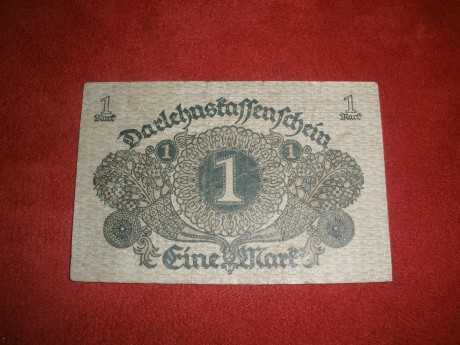 1 1
Mark Mark
Darlehnskassenschein
1 1 1
Eine Mark